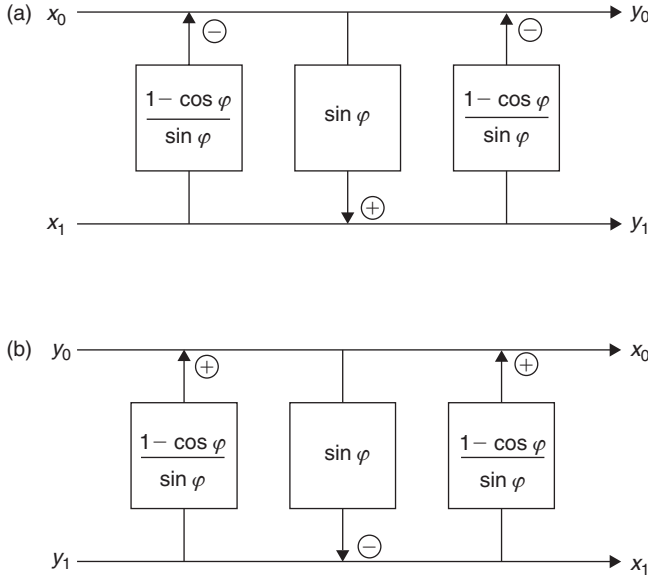 (a) x₀ ⊖ ⊖ y₀
1 − cos φ sin φ 1 − cos φ
sin φ sin φ
⊕
x₁ y₁
(b) y₀ ⊕ ⊕ x₀
1 − cos φ sin φ 1 − cos φ
sin φ sin φ
⊖
y₁ x₁